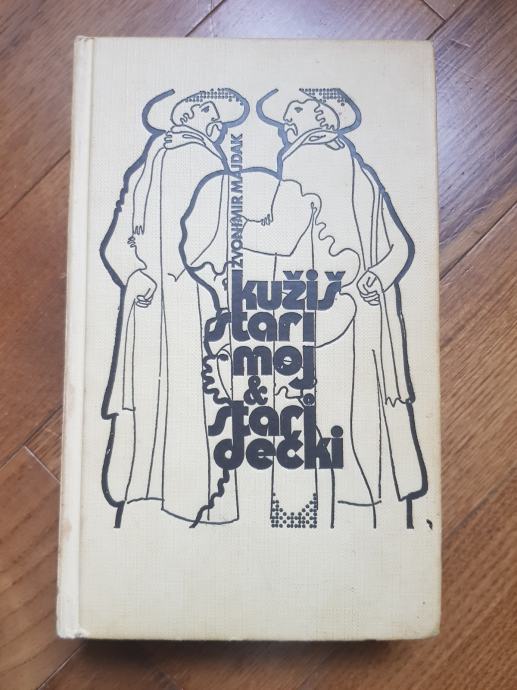 ZVONIMIR MAJDAK
kužiš
stari
moj
&
stari
dečki